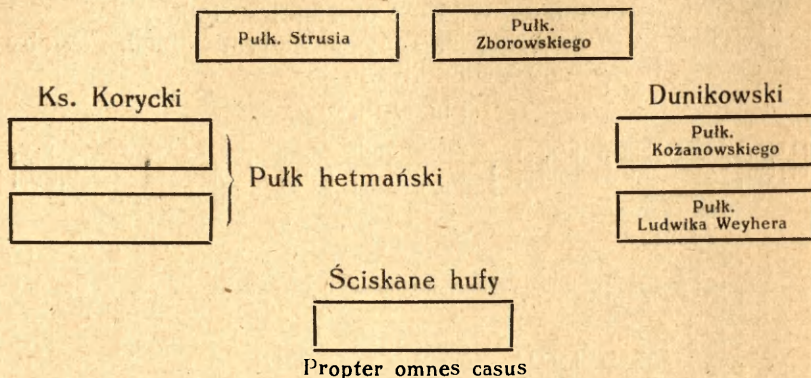 Pułk. Strusia
Pułk.
Zborowskiego
Ks. Korycki
Dunikowski
Pułk.
Kożanowskiego
Pułk hetmański
Pułk.
Ludwika Weyhera
Ściskane hufy
Propter omnes casus